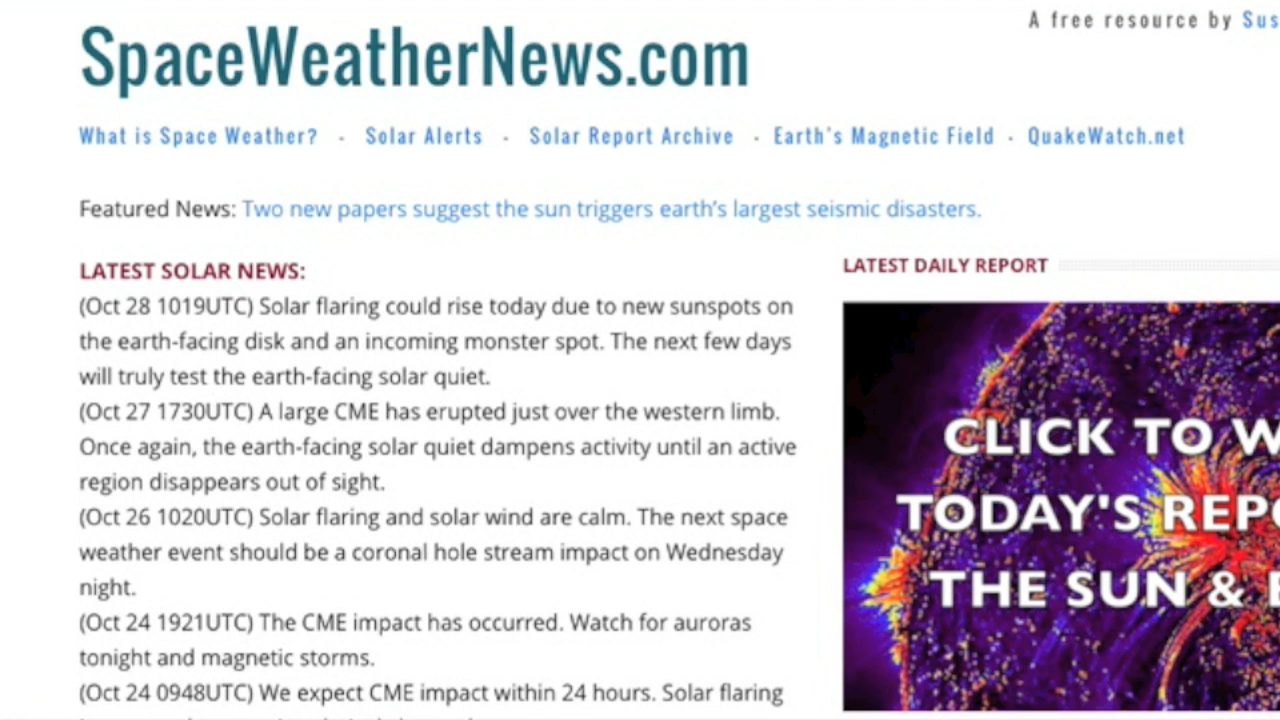 A free resource by Sus
SpaceWeatherNews.com
What is Space Weather? - Solar Alerts - Solar Report Archive - Earth's Magnetic Field - QuakeWatch.net
Featured News: Two new papers suggest the sun triggers earth's largest seismic disasters.
LATEST SOLAR NEWS:
(Oct 28 1019UTC) Solar flaring could rise today due to new sunspots on
the earth-facing disk and an incoming monster spot. The next few days
will truly test the earth-facing solar quiet.
(Oct 27 1730UTC) A large CME has erupted just over the western limb.
Once again, the earth-facing solar quiet dampens activity until an active
region disappears out of sight.
(Oct 26 1020UTC) Solar flaring and solar wind are calm. The next space
weather event should be a coronal hole stream impact on Wednesday
night.
(Oct 24 1921UTC) The CME impact has occurred. Watch for auroras
tonight and magnetic storms.
(Oct 24 0948UTC) We expect CME impact within 24 hours. Solar flaring
LATEST DAILY REPORT
CLICK TO W
TODAY'S REPO
THE SUN & E